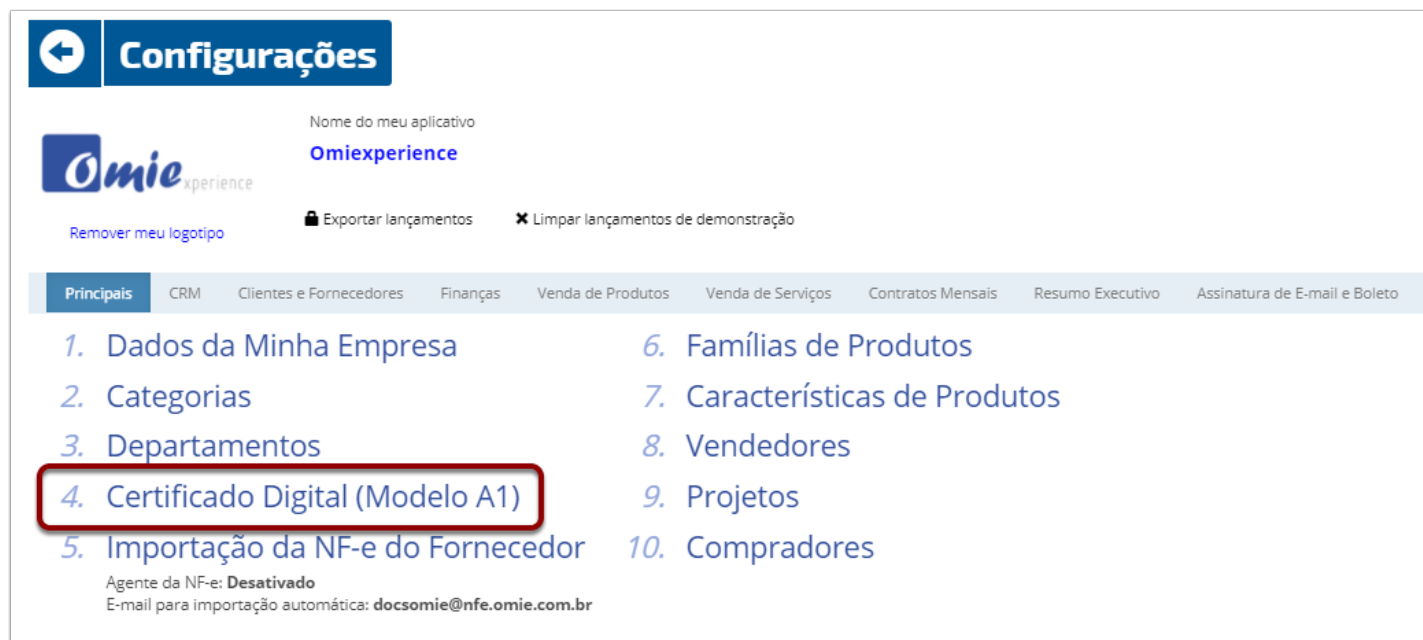 Configurações
Nome do meu aplicativo
Omiexperience
Omie xperience
Remover meu logotipo
Exportar lançamentos
Limpar lançamentos de demonstração
Principais CRM Clientes e Fornecedores Finanças Venda de Produtos Venda de Serviços Contratos Mensais Resumo Executivo Assinatura de E-mail e Boleto
1. Dados da Minha Empresa
2. Categorias
3. Departamentos
4. Certificado Digital (Modelo A1)
5. Importação da NF-e do Fornecedor
Agente da NF-e: Desativado
E-mail para importação automática: docsomie@nfe.omie.com.br
6. Famílias de Produtos
7. Características de Produtos
8. Vendedores
9. Projetos
10. Compradores